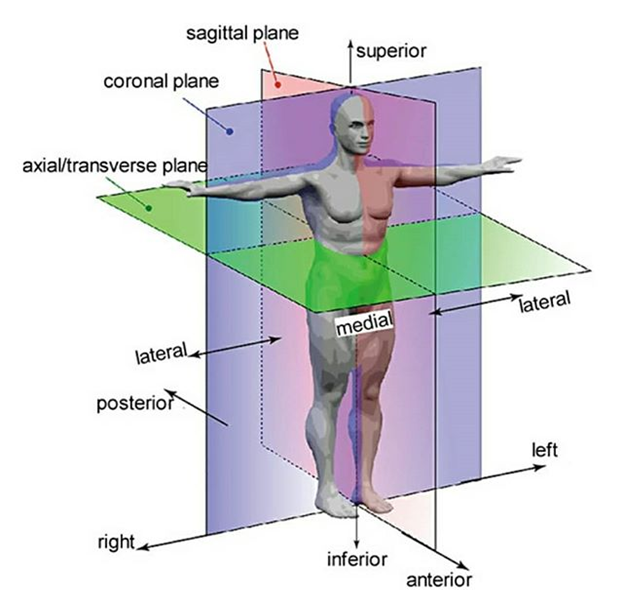 sagittal plane
superior
coronal plane
axial/transverse plane
lateral
medial
lateral
posterior
left
right
inferior
anterior